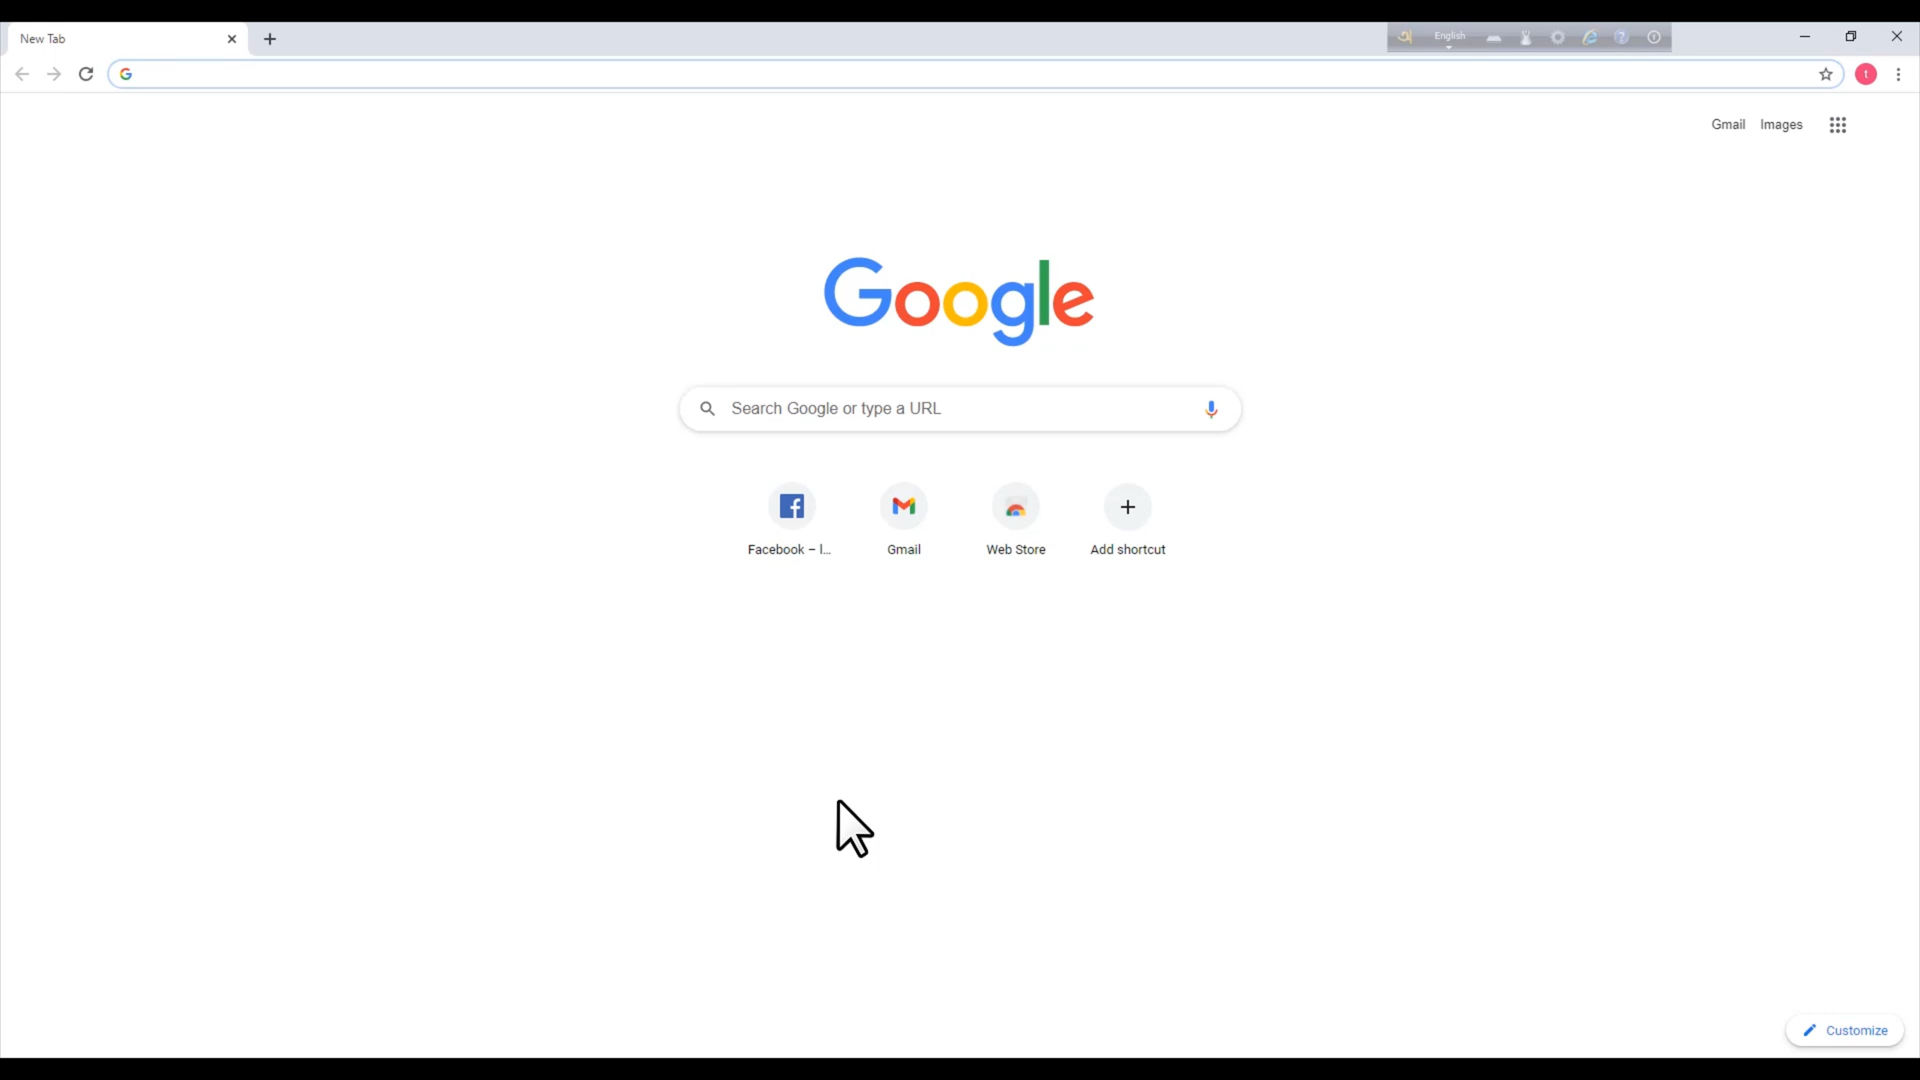 New Tab
English
Gmail Images
Google
Search Google or type a URL
Facebook – l...
Gmail
Web Store
Add shortcut
t
Customize